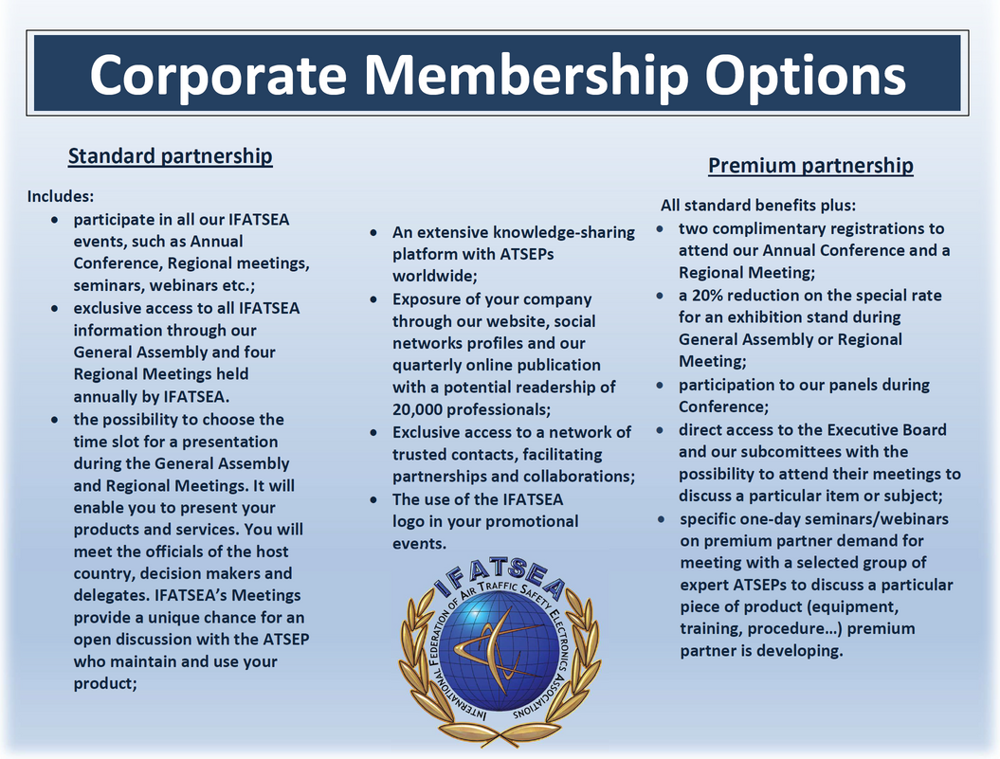 Corporate Membership Options
Standard partnership
Includes:
• participate in all our IFATSEA
events, such as Annual
Conference, Regional meetings,
seminars, webinars etc.;
• exclusive access to all IFATSEA
information through our
General Assembly and four
Regional Meetings held
annually by IFATSEA.
• the possibility to choose the
time slot for a presentation
during the General Assembly
and Regional Meetings. It will
enable you to present your
products and services. You will
meet the officials of the host
country, decision makers and
delegates. IFATSEA’s Meetings
provide a unique chance for an
open discussion with the ATSEP
who maintain and use your
product;
• An extensive knowledge-sharing
platform with ATSEPs
worldwide;
• Exposure of your company
through our website, social
networks profiles and our
quarterly online publication
with a potential readership of
20,000 professionals;
• Exclusive access to a network of
trusted contacts, facilitating
partnerships and collaborations;
• The use of the IFATSEA
logo in your promotional
events.
IFATSEA
INTERNATIONAL FEDERATION OF AIR TRAFFIC SAFETY ELECTRONICS ASSOCIATIONS
Premium partnership
All standard benefits plus:
• two complimentary registrations to
attend our Annual Conference and a
Regional Meeting;
• a 20% reduction on the special rate
for an exhibition stand during
General Assembly or Regional
Meeting;
• participation to our panels during
Conference;
• direct access to the Executive Board
and our subcomittees with the
possibility to attend their meetings to
discuss a particular item or subject;
• specific one-day seminars/webinars
on premium partner demand for
meeting with a selected group of
expert ATSEPs to discuss a particular
piece of product (equipment,
training, procedure…) premium
partner is developing.